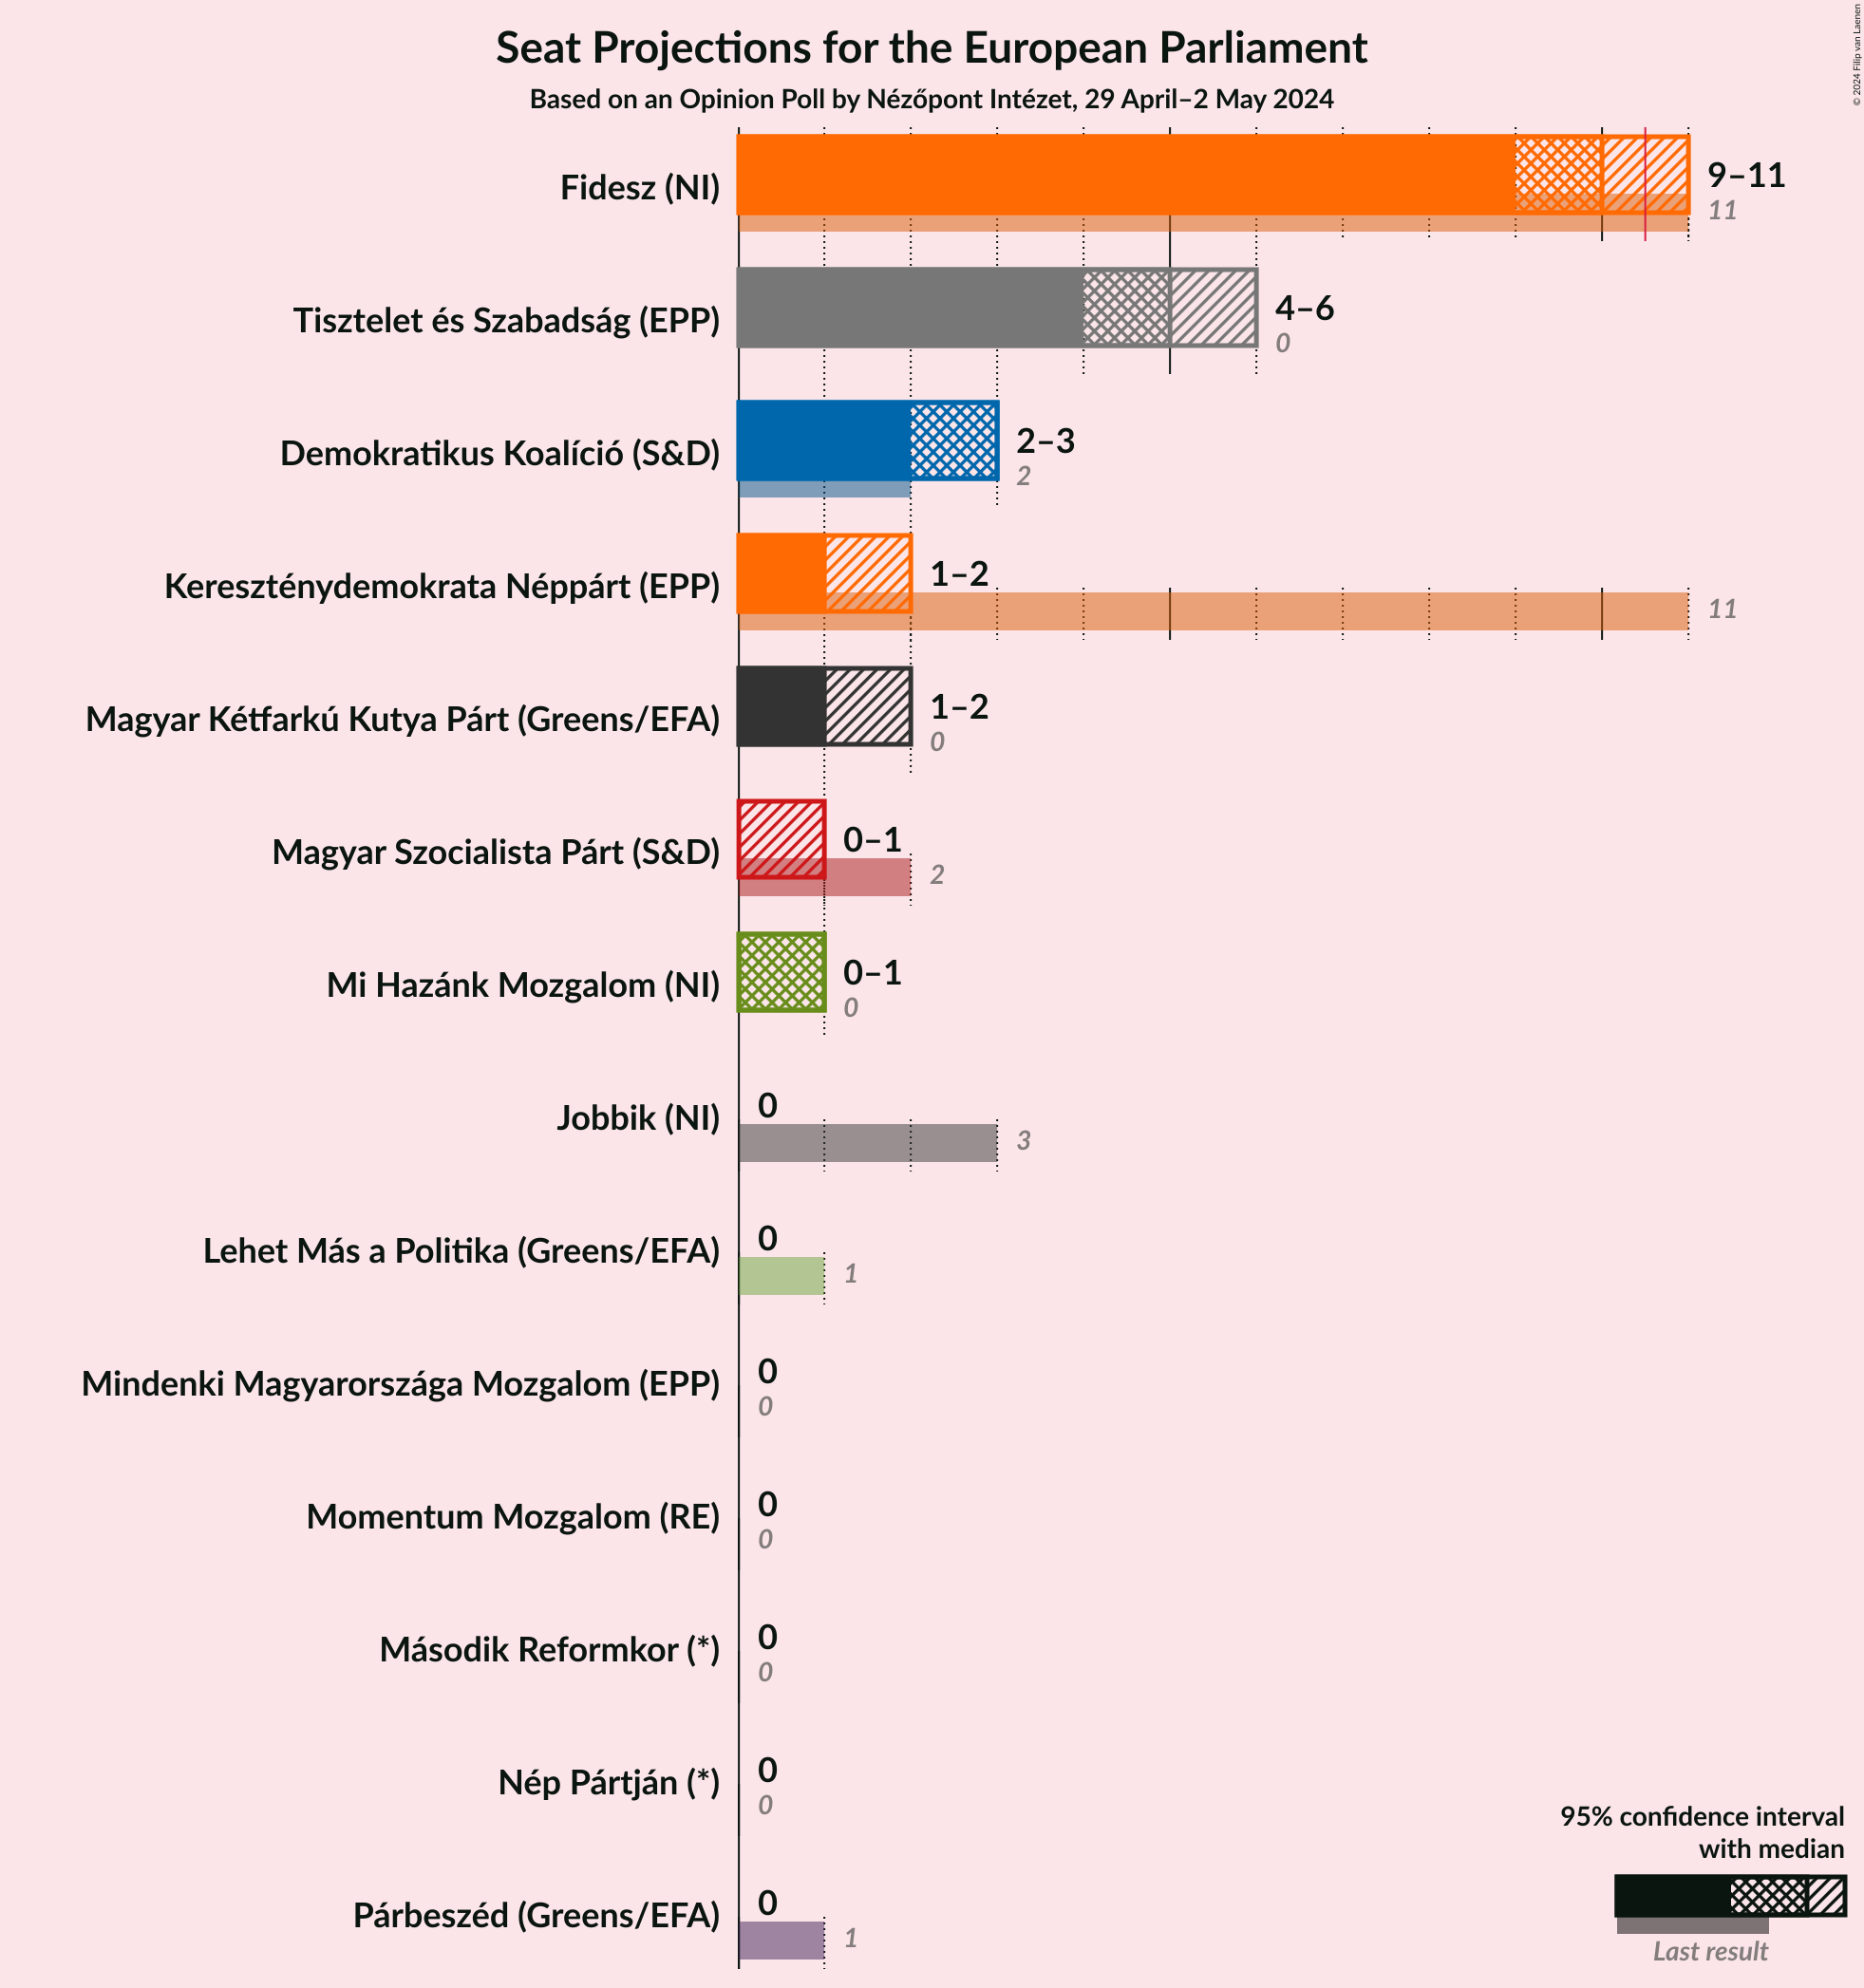 Seat Projections for the European Parliament
Based on an Opinion Poll by Nézőpont Intézet, 29 April–2 May 2024
© 2024 Filip van Laenen
Fidesz (NI)
9–11
11
Tisztelet és Szabadság (EPP)
4–6
0
Demokratikus Koalíció (S&D)
2–3
2
Kereszténydemokrata Néppárt (EPP)
1–2
11
Magyar Kétfarkú Kutya Párt (Greens/EFA)
1–2
0
Magyar Szocialista Párt (S&D)
0–1
2
Mi Hazánk Mozgalom (NI)
0–1
0
Jobbik (NI)
0
3
Lehet Más a Politika (Greens/EFA)
0
1
Mindenki Magyarországa Mozgalom (EPP)
0
0
Momentum Mozgalom (RE)
0
0
Második Reformkor (*)
0
0
Nép Pártján (*)
0
0
Párbeszéd (Greens/EFA)
0
1
95% confidence interval
with median
Last result